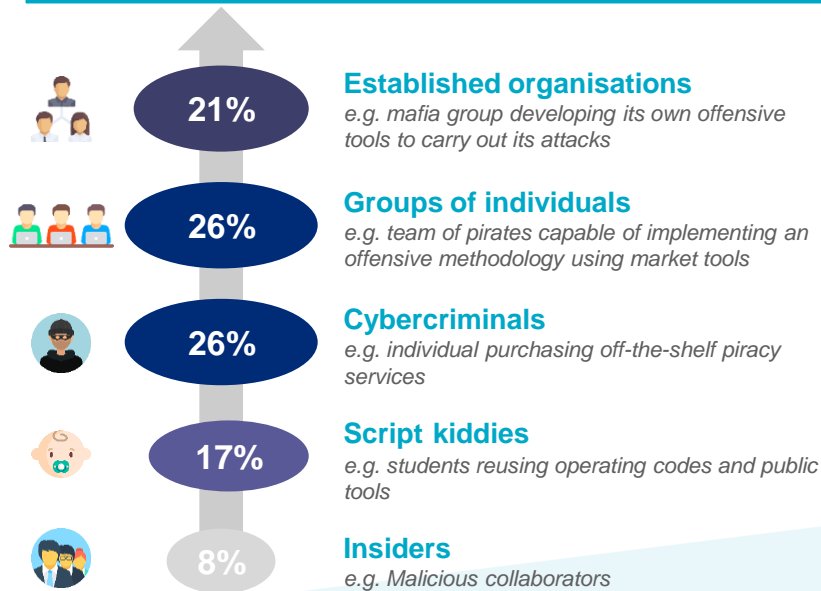 21%
Established organisations
e.g. mafia group developing its own offensive
tools to carry out its attacks
26%
Groups of individuals
e.g. team of pirates capable of implementing an
offensive methodology using market tools
26%
Cybercriminals
e.g. individual purchasing off-the-shelf piracy
services
17%
Script kiddies
e.g. students reusing operating codes and public
tools
8%
Insiders
e.g. Malicious collaborators